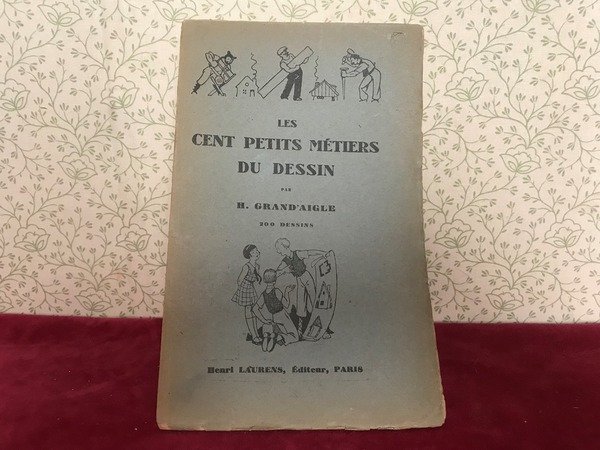 LES
CENT PETITS MÉTIERS
DU DESSIN
PAR
H. GRAND'AIGLE
200 DESSINS
Henri LAURENS, Éditeur, PARIS